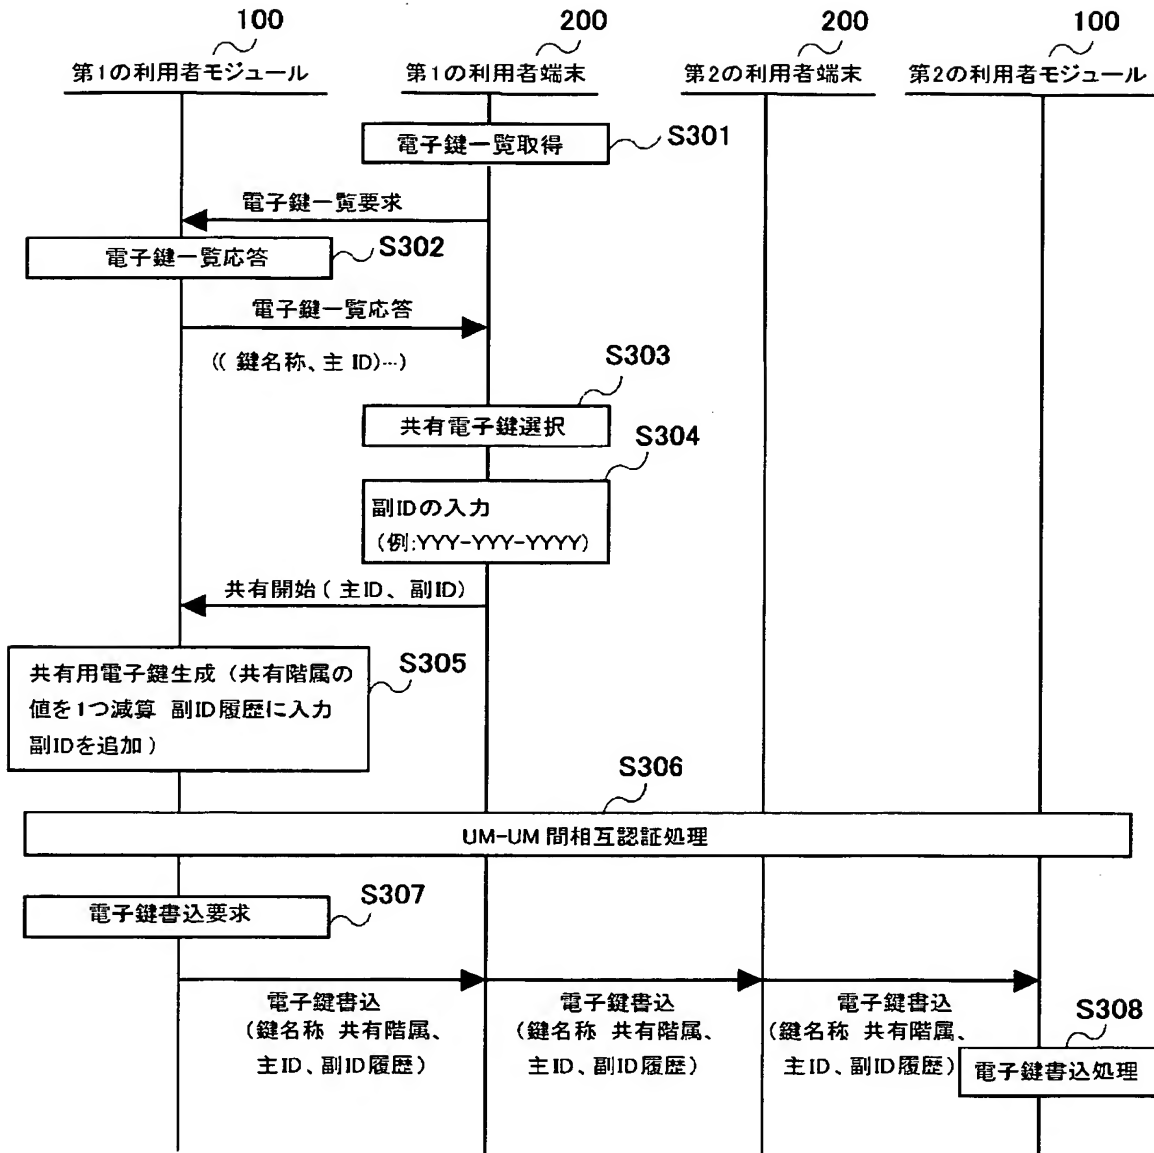 100
200
200
100
第1の利用者モジュール
第1の利用者端末
第2の利用者端末
第2の利用者モジュール
電子鍵一覧取得
S301
電子鍵一覧要求
電子鍵一覧応答
S302
電子鍵一覧応答
(( 鍵名称、主 ID)…)
S303
共有電子鍵選択
S304
副IDの入力
(例:YYY-YYY-YYYY)
共有開始 ( 主ID、 副ID)
共有用電子鍵生成 (共有階属の
値を1つ減算 副ID履歴に入力
副IDを追加 )
S305
S306
UM-UM 間相互認証処理
電子鍵書込要求
S307
電子鍵書込
(鍵名称 共有階属、
主ID、副ID履歴)
電子鍵書込
(鍵名称 共有階属、
主ID、副ID履歴)
電子鍵書込
(鍵名称 共有階属、
主ID、副ID履歴)
S308
電子鍵書込処理